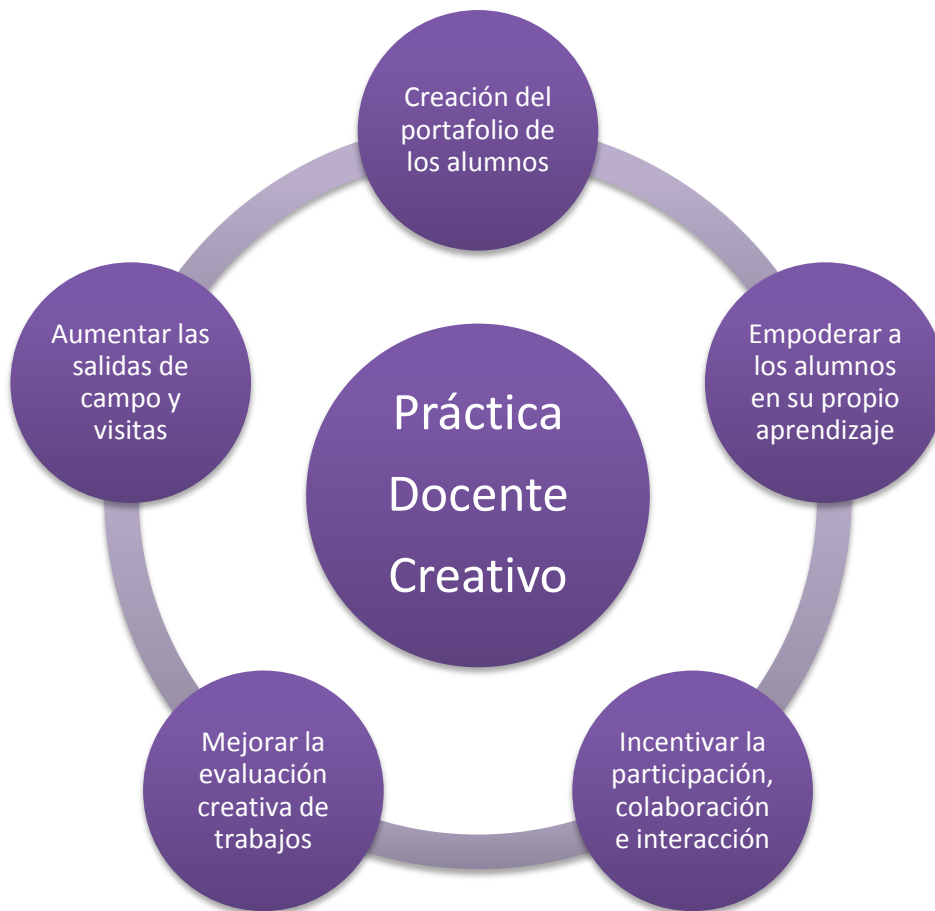 Creación del
portafolio de
los alumnos
Empoderar a
los alumnos
en su propio
aprendizaje
Incentivar la
participación,
colaboración
e interacción
Mejorar la
evaluación
creativa de
trabajos
Aumentar las
salidas de
campo y
visitas
Práctica
Docente
Creativo